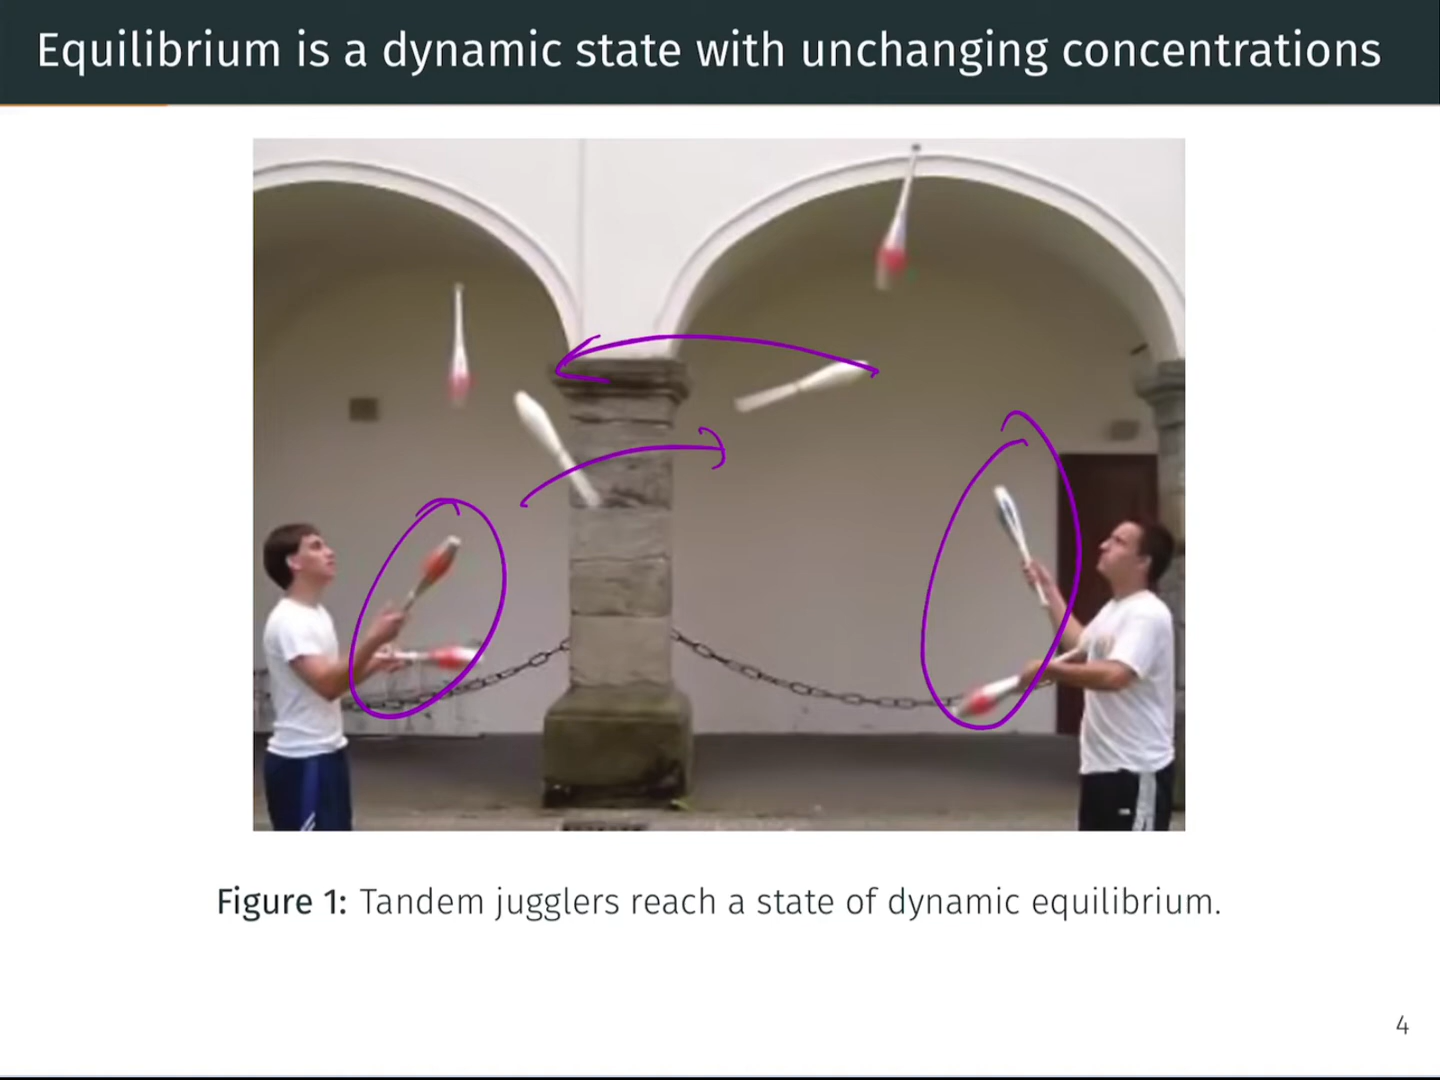 Equilibrium is a dynamic state with unchanging concentrations
Figure 1: Tandem jugglers reach a state of dynamic equilibrium.
4